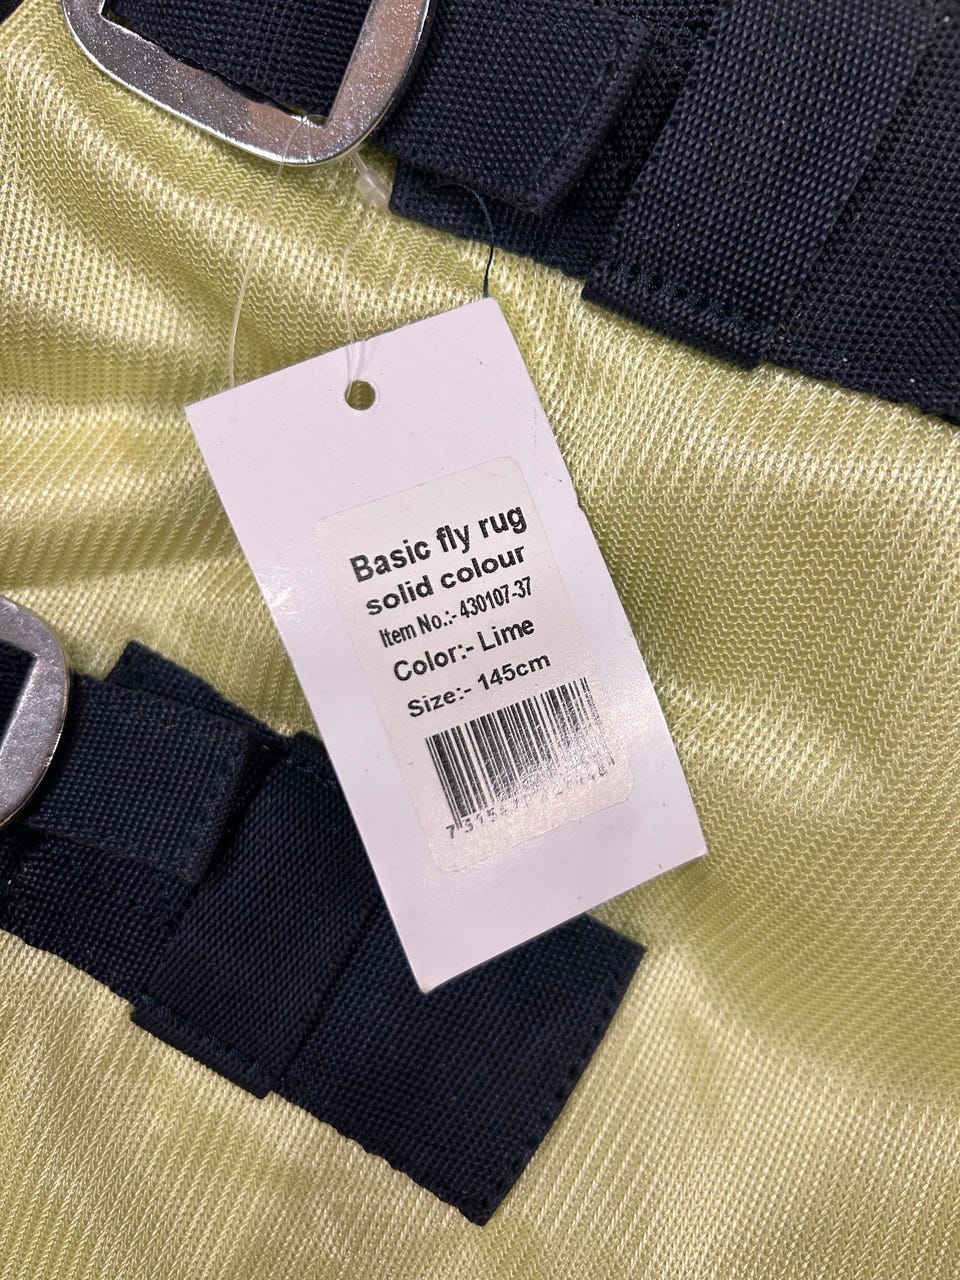 Basic fly rug
solid colour
Item No.:- 430107-37
Color:- Lime
Size:- 145cm